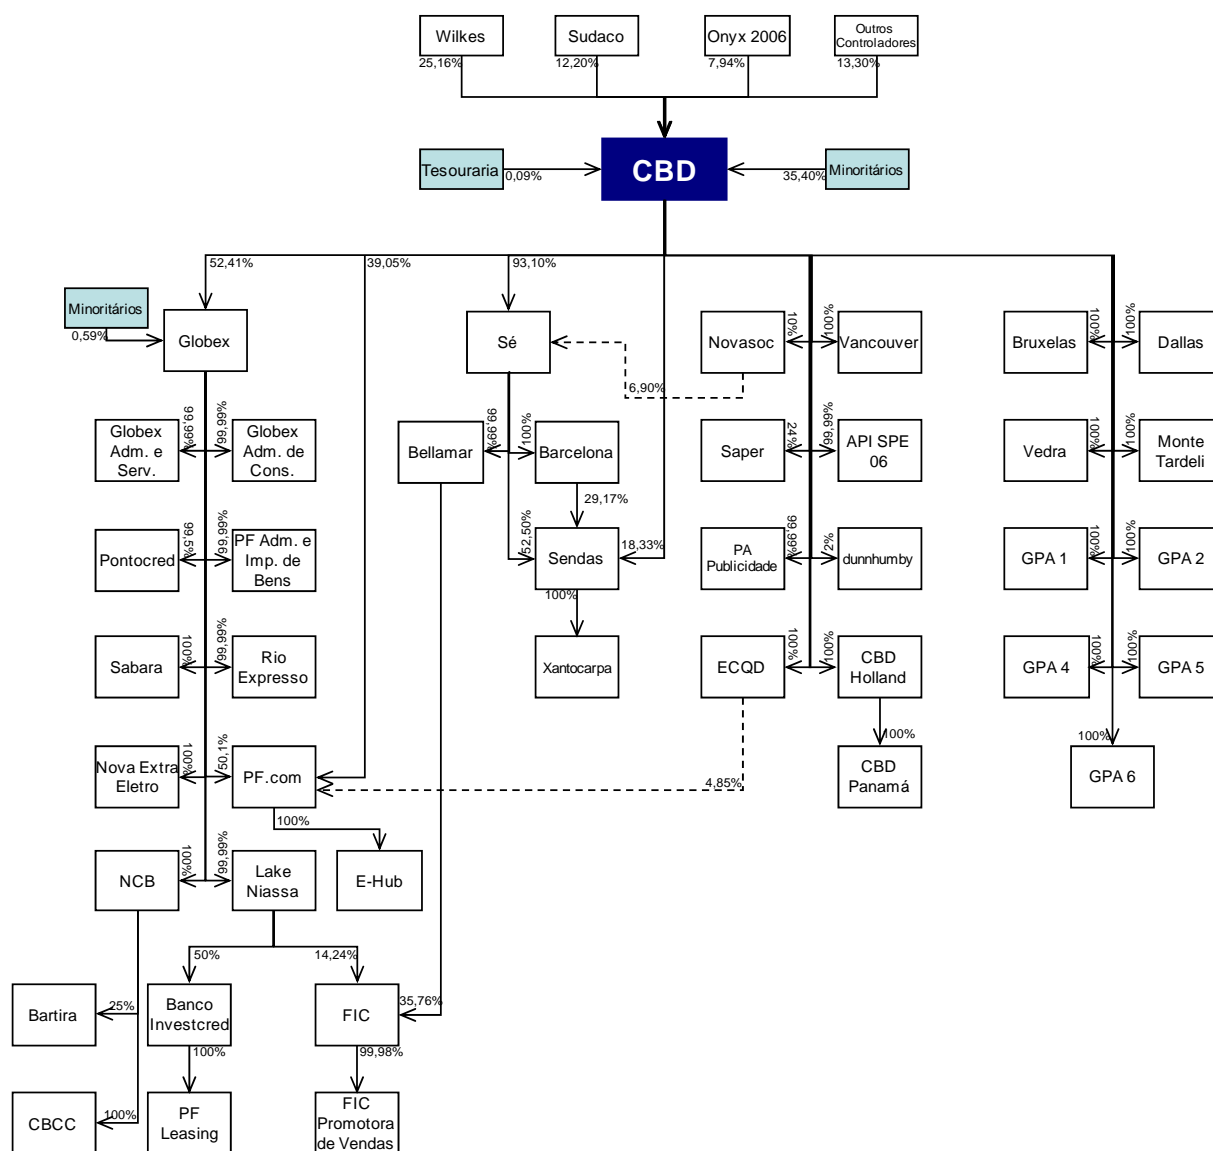 Wilkes
Sudaco
Onyx 2006
Outros
Controladores
25,16%
12,20%
7,94%
13,30%
Tesouraria
0,09%
CBD
35,40%
Minoritários
52,41%
39,05%
93,10%
Minoritários
0,59%
Globex
Sé
6,90%
Novasoc
10%
100%
Vancouver
Bruxelas
100%
100%
Dallas
Globex
Adm. e
Serv.
99,99%
99,99%
Globex
Adm. de
Cons.
Bellamar
99,99%
100%
Barcelona
Saper
24%
99,99%
API SPE
06
Vedra
100%
100%
Monte
Tardeli
29,17%
Pontocred
99,5%
99,99%
PF Adm. e
Imp. de
Bens
52,50%
Sendas
18,33%
PA
Publicidade
99,99%
2%
dunnhumby
GPA 1
100%
100%
GPA 2
100%
Sabara
100%
99,99%
Rio
Expresso
Xantocarpa
ECQD
100%
100%
CBD
Holland
GPA 4
100%
100%
GPA 5
Nova Extra
Eletro
100%
50,1%
PF.com
4,85%
100%
CBD
Panamá
100%
GPA 6
100%
NCB
100%
99,99%
Lake
Niassa
E-Hub
50%
14,24%
Bartira
25%
Banco
Investcred
FIC
35,76%
100%
99,98%
CBCC
100%
PF
Leasing
FIC
Promotora
de Vendas